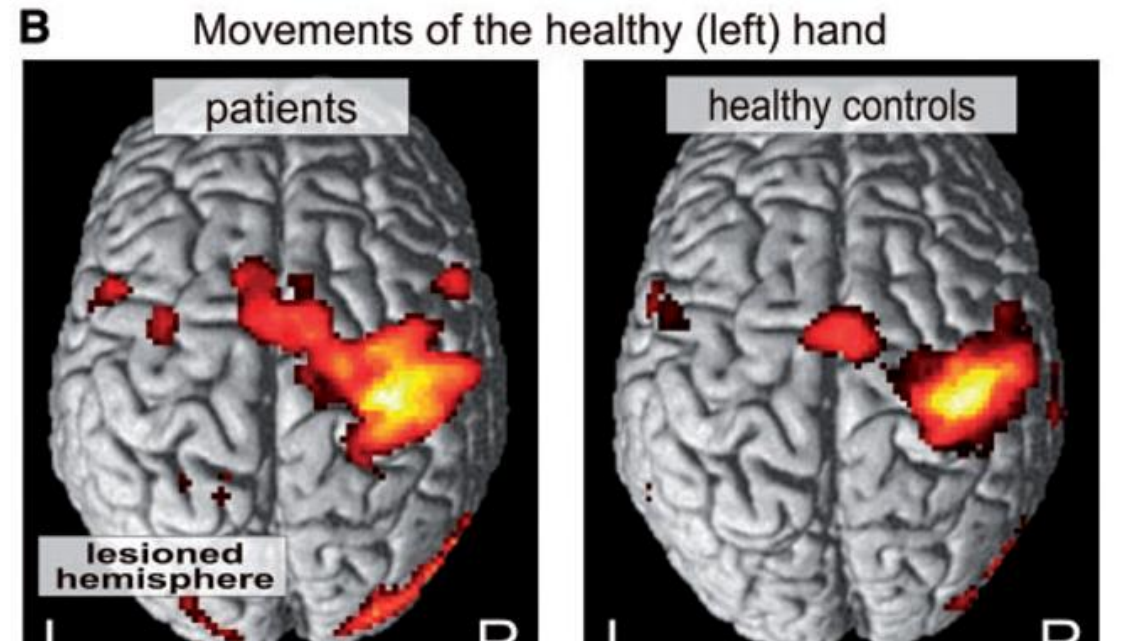 B Movements of the healthy (left) hand
patients
healthy controls
lesioned
hemisphere
L R L R